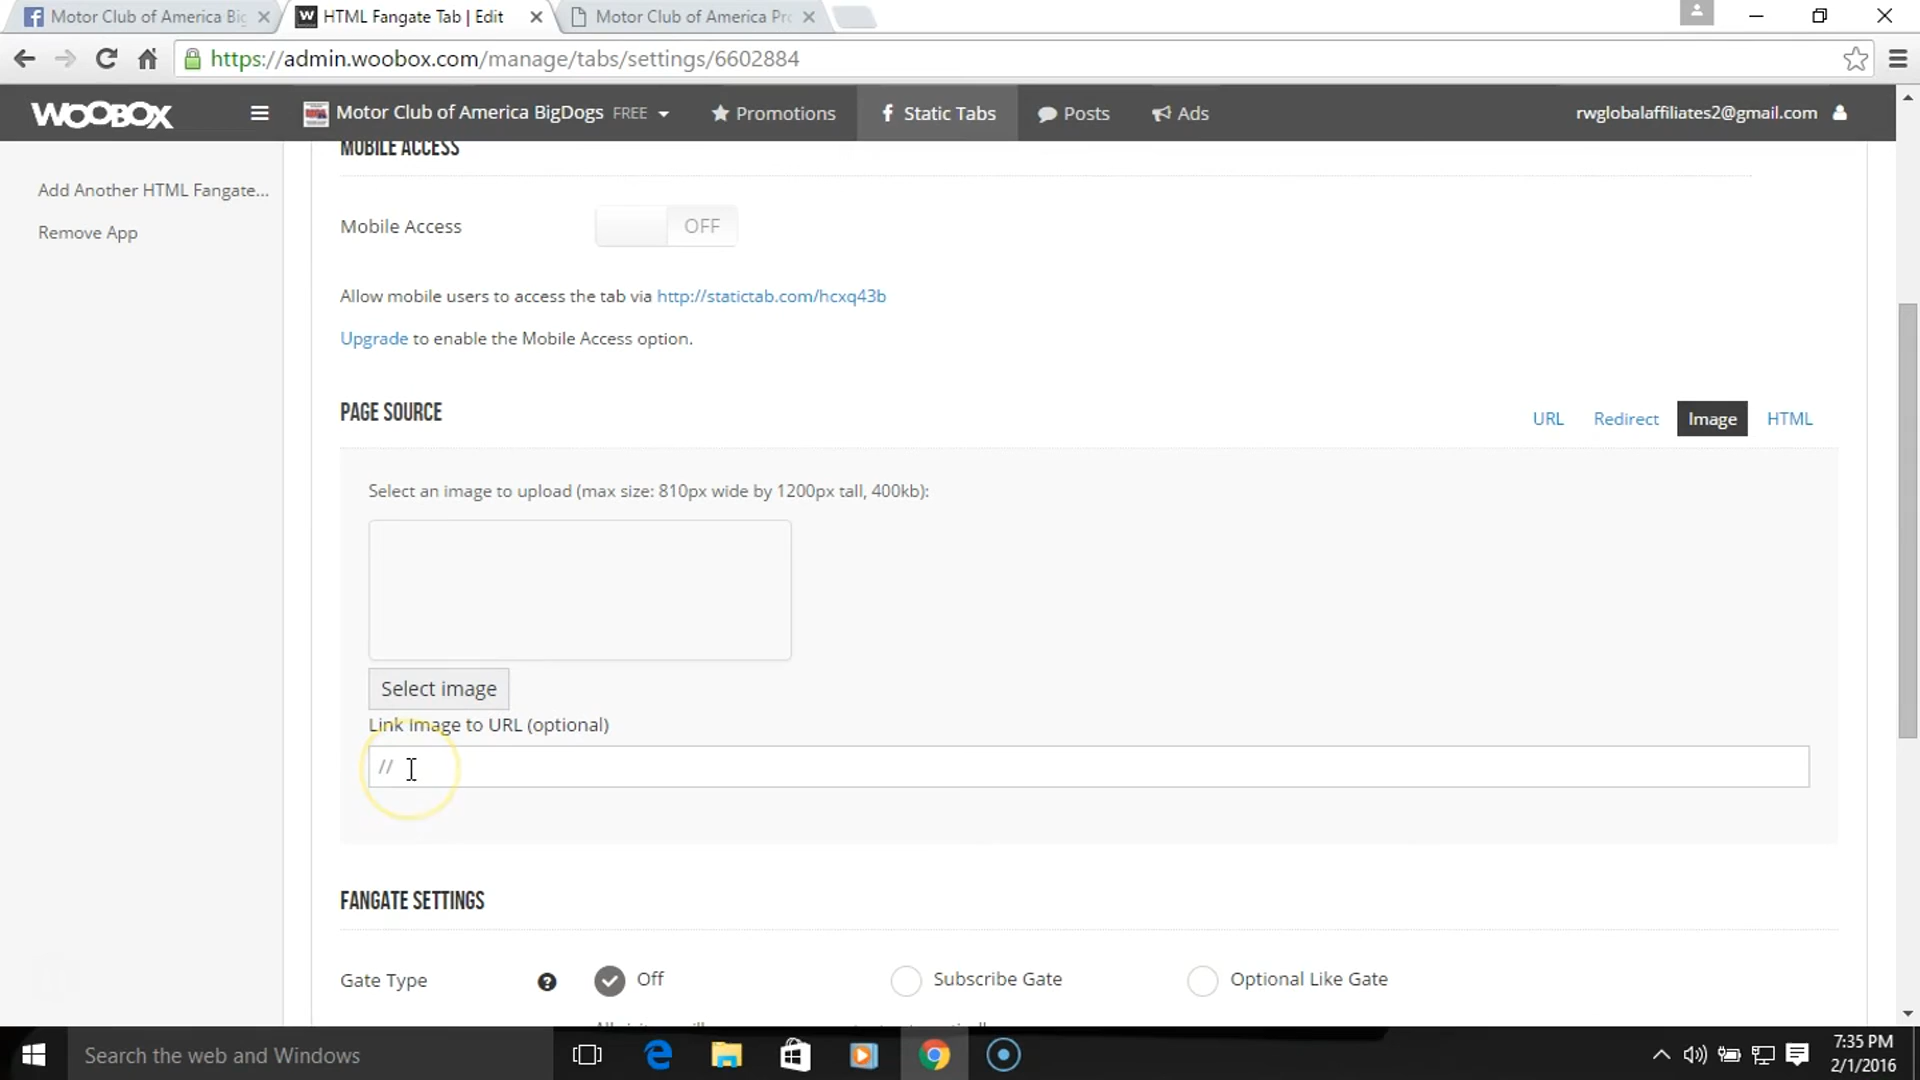 Motor Club of America Big
HTML Fangate Tab | Edit
Motor Club of America Pro
https://admin.woobox.com/manage/tabs/settings/6602884
WOOBOX
Motor Club of America BigDogs FREE
Promotions
Static Tabs
Posts
Ads
rwglobalaffiliates2@gmail.com
Add Another HTML Fangate...
Remove App
MOBILE ACCESS
Mobile Access
OFF
Allow mobile users to access the tab via http://statictab.com/hcxq43b
Upgrade to enable the Mobile Access option.
PAGE SOURCE
URL
Redirect
Image
HTML
Select an image to upload (max size: 810px wide by 1200px tall, 400kb):
Select image
Link Image to URL (optional)
//
FANGATE SETTINGS
Gate Type
Off
Subscribe Gate
Optional Like Gate
Search the web and Windows
7:35 PM
2/1/2016